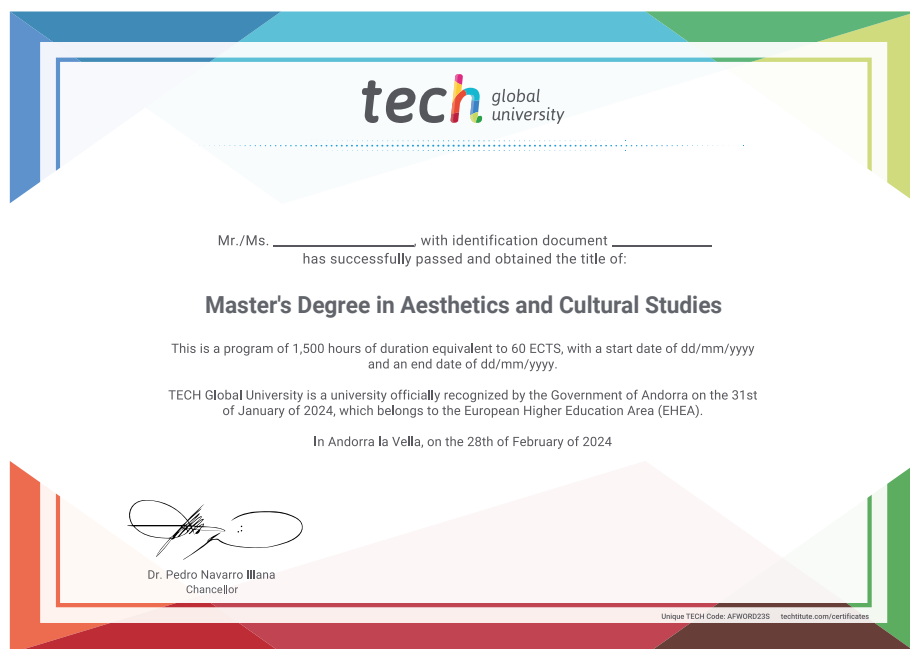 tech global
university
Mr./Ms. ____________, with identification document ____________
has successfully passed and obtained the title of:
Master's Degree in Aesthetics and Cultural Studies
This is a program of 1,500 hours of duration equivalent to 60 ECTS, with a start date of dd/mm/yyyy
and an end date of dd/mm/yyyy.
TECH Global University is a university officially recognized by the Government of Andorra on the 31st
of January of 2024, which belongs to the European Higher Education Area (EHEA).
In Andorra la Vella, on the 28th of February of 2024
Dr. Pedro Navarro Illana
Chancellor
Unique TECH Code: AFWORD23S techtitute.com/certificates